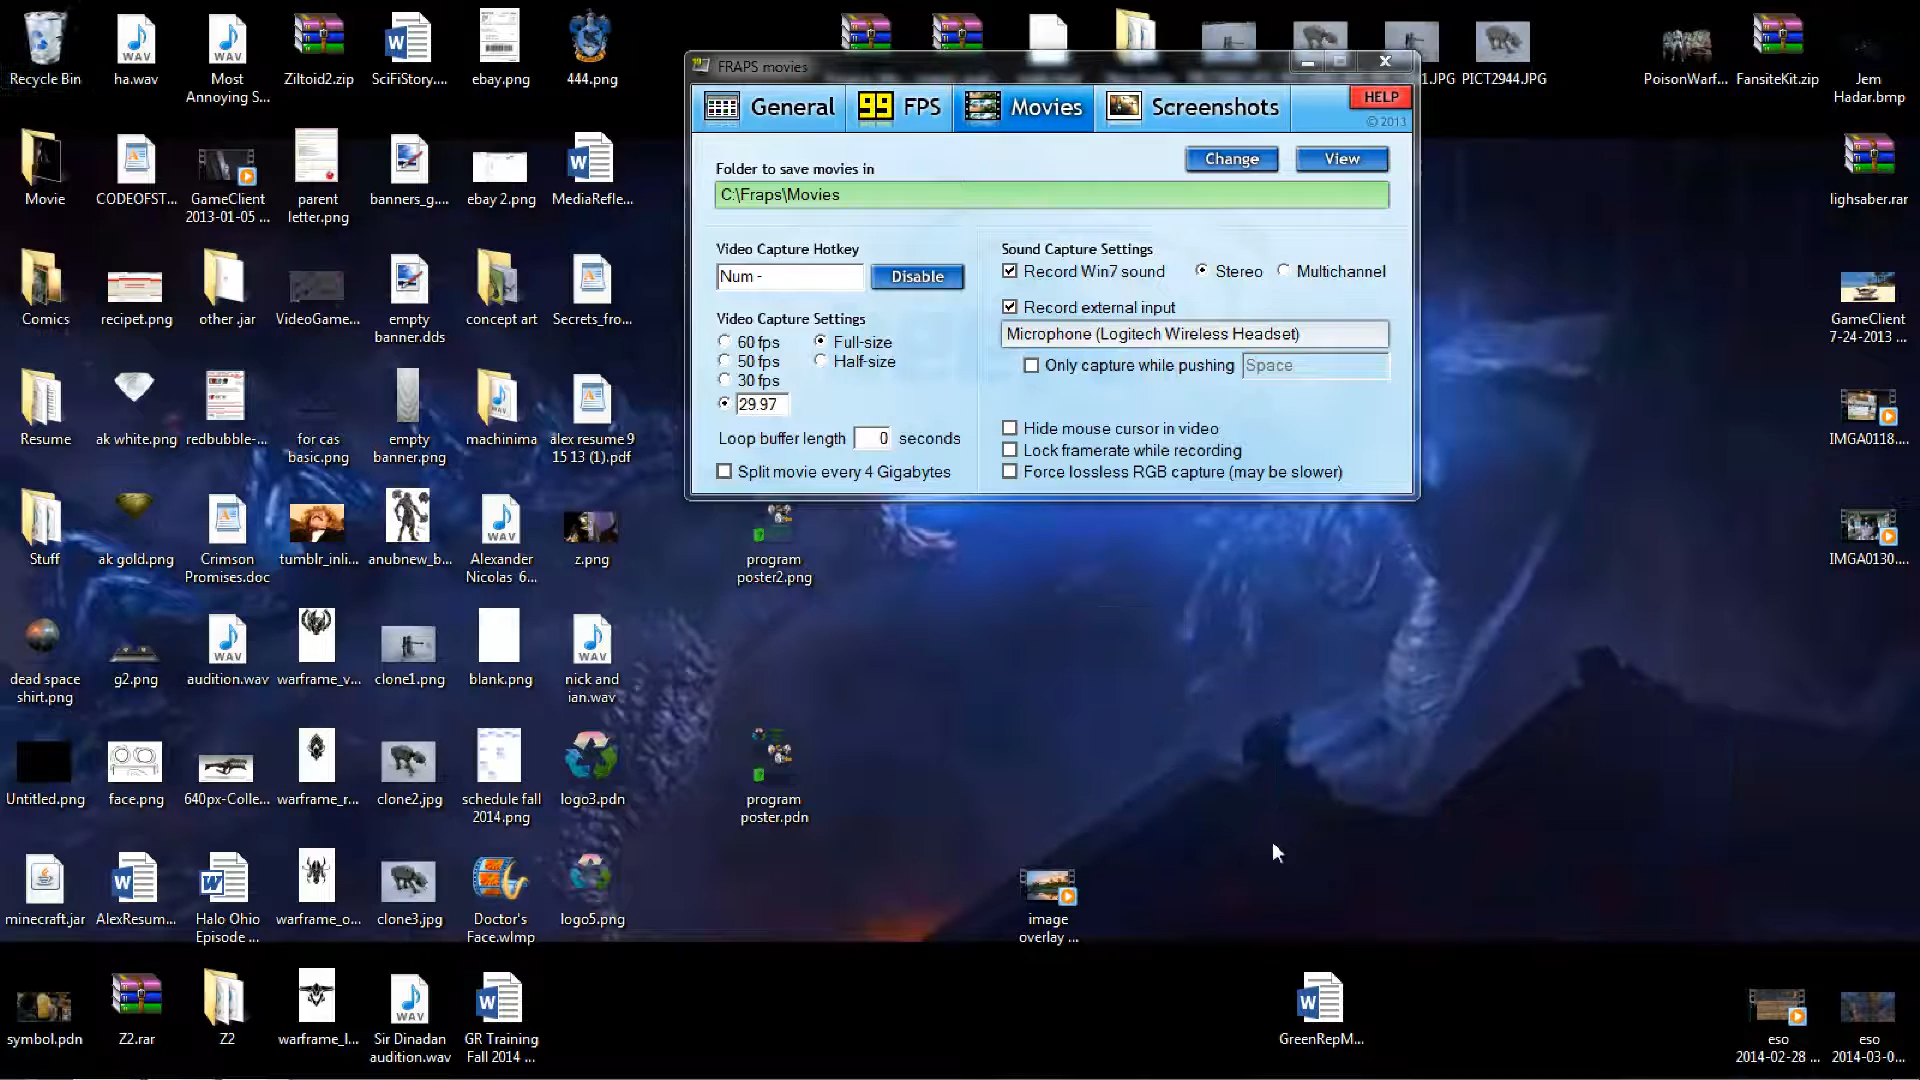 FRAPS movies
General
99 FPS
Movies
Screenshots
HELP
© 2013
Folder to save movies in
Change
View
C:\Fraps\Movies
Video Capture Hotkey
Num -
Disable
Video Capture Settings
60 fps
50 fps
30 fps
29.97
Full-size
Half-size
Loop buffer length 0 seconds
Split movie every 4 Gigabytes
Sound Capture Settings
Record Win7 sound
Stereo
Multichannel
Record external input
Microphone (Logitech Wireless Headset)
Only capture while pushing
Space
Hide mouse cursor in video
Lock framerate while recording
Force lossless RGB capture (may be slower)
Recycle Bin
ha.wav
Most
Annoying S...
Ziltoid2.zip
SciFiStory....
ebay.png
444.png
1.JPG
PICT2944.JPG
PoisonWarf...
FansiteKit.zip
Jem
Hadar.bmp
Movie
CODEOFST...
GameClient
2013-01-05 ...
parent
letter.png
banners_g....
ebay 2.png
MediaRefle...
lighsaber.rar
Comics
recipet.png
other .jar
VideoGame...
empty
banner.dds
concept art
Secrets_fro...
GameClient
7-24-2013 ...
Resume
ak white.png
redbubble-...
for cas
basic.png
empty
banner.png
machinima
alex resume 9
15 13 (1).pdf
IMGA0118....
Stuff
ak gold.png
Crimson
Promises.doc
tumblr_inli...
anubnew_b...
Alexander
Nicolas 6...
z.png
program
poster2.png
IMGA0130....
dead space
shirt.png
g2.png
audition.wav
warframe_v...
clone1.png
blank.png
nick and
ian.wav
Untitled.png
face.png
640px-Colle...
warframe_r...
clone2.jpg
schedule fall
2014.png
logo3.pdn
program
poster.pdn
minecraft.jar
AlexResum...
Halo Ohio
Episode ...
warframe_o...
clone3.jpg
Doctor's
Face.wlmp
logo5.png
image
overlay ...
symbol.pdn
Z2.rar
Z2
warframe_l...
Sir Dinadan
audition.wav
GR Training
Fall 2014 ...
GreenRepM...
eso
2014-02-28 ...
eso
2014-03-0...
WAV
WAV
WAV
WAV
WAV
WAV
WAV